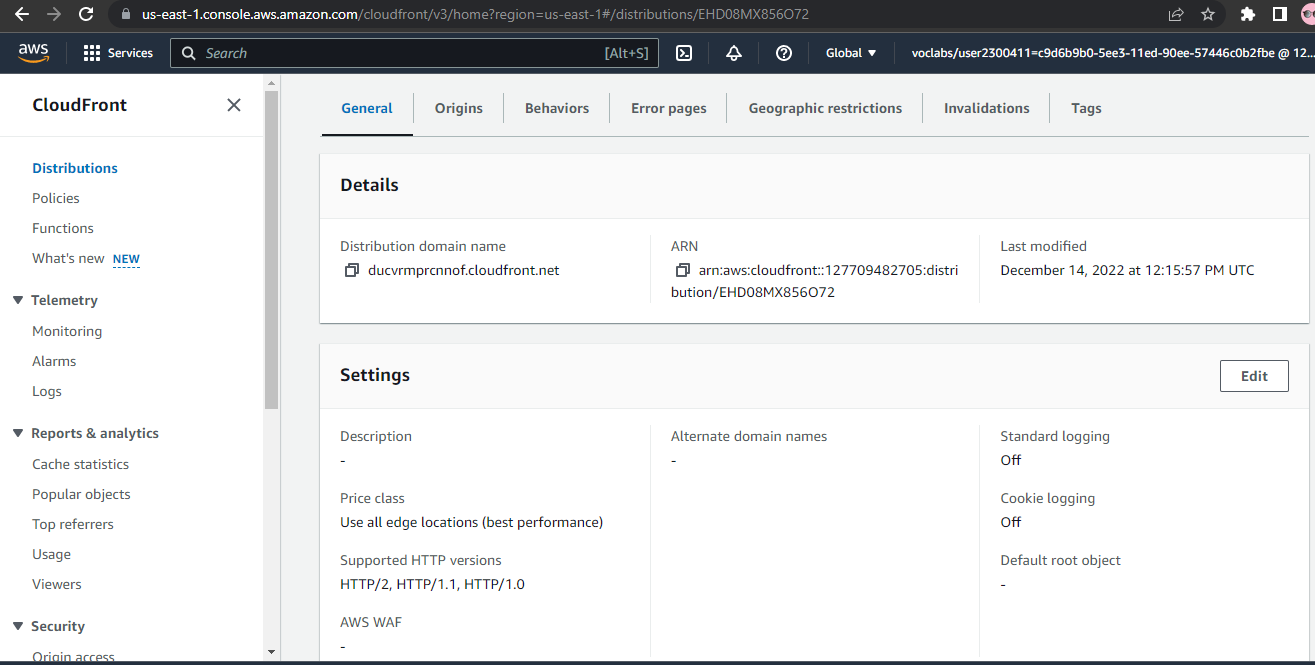 us-east-1.console.aws.amazon.com/cloudfront/v3/home?region=us-east-1#/distributions/EHD08MX856O72
aws
Services
Search
[Alt+S]
Global
voclabs/user2300411=c9d6b9b0-5ee3-11ed-90ee-57446c0b2fbe @ 12...
CloudFront
Distributions
Policies
Functions
What's new NEW
Telemetry
Monitoring
Alarms
Logs
Reports & analytics
Cache statistics
Popular objects
Top referrers
Usage
Viewers
Security
Origin access
General
Origins
Behaviors
Error pages
Geographic restrictions
Invalidations
Tags
Details
Distribution domain name
ducvrmprcnnof.cloudfront.net
ARN
arn:aws:cloudfront::127709482705:distri
bution/EHD08MX856O72
Last modified
December 14, 2022 at 12:15:57 PM UTC
Settings
Edit
Description
-
Price class
Use all edge locations (best performance)
Supported HTTP versions
HTTP/2, HTTP/1.1, HTTP/1.0
AWS WAF
-
Alternate domain names
-
Standard logging
Off
Cookie logging
Off
Default root object
-